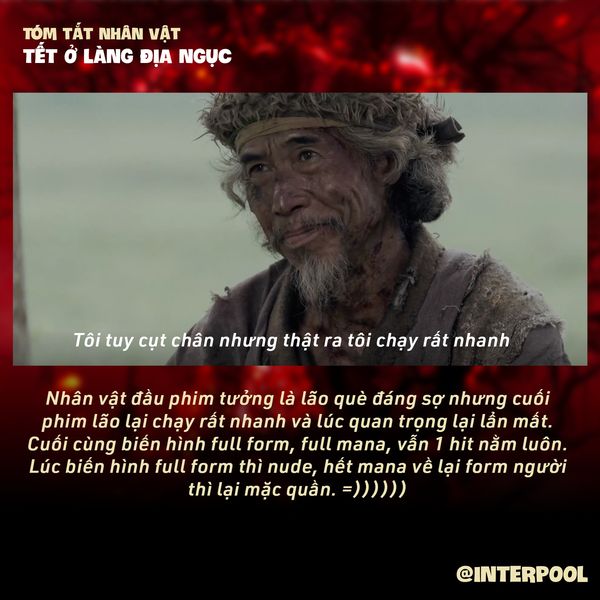 TÓM TẮT NHÂN VẬT
TẾT Ở LÀNG ĐỊA NGỤC
Tôi tuy cụt chân nhưng thật ra tôi chạy rất nhanh
Nhân vật đầu phim tưởng là lão què đáng sợ nhưng cuối
phim lão lại chạy rất nhanh và lúc quan trọng lại lẩn mất.
Cuối cùng biến hình full form, full mana, vẫn 1 hit nằm luôn.
Lúc biến hình full form thì nude, hết mana về lại form người
thì lại mặc quần. =))))))
@INTERPOOL